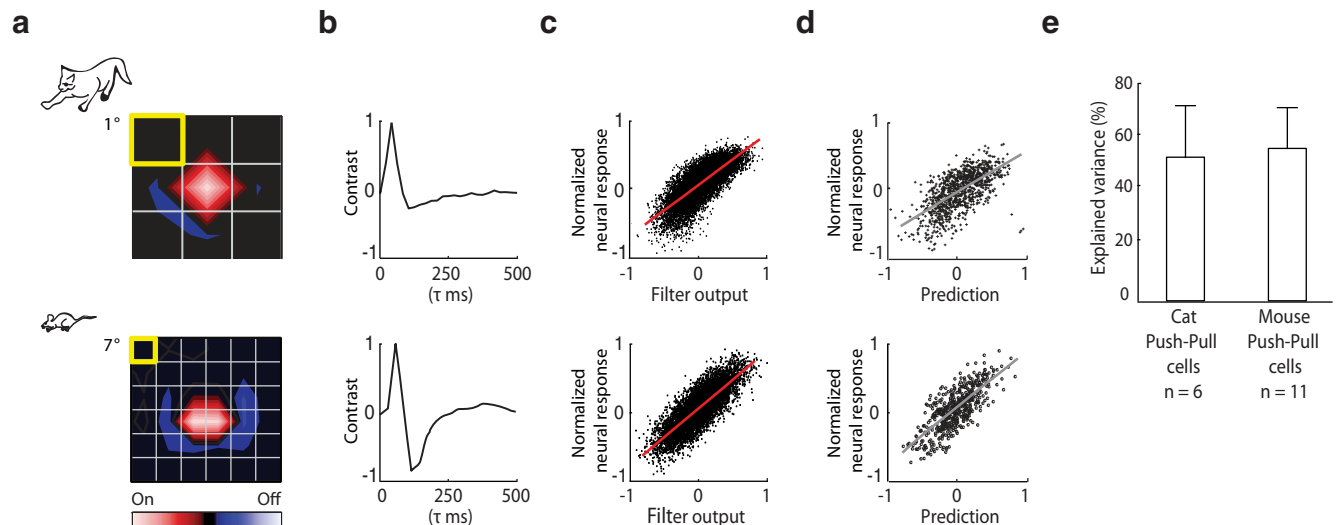 a
b
c
d
e
1°
Contrast
1
0
-1
0
250
500
(τ ms)
Normalized
neural response
1
0
-1
-1
0
1
Filter output
Normalized
neural response
1
0
-1
-1
0
1
Prediction
Explained variance (%)
80
60
40
20
0
Cat
Push-Pull
cells
n = 6
Mouse
Push-Pull
cells
n = 11
7°
On
Off
Contrast
1
0
-1
0
250
500
(τ ms)
Normalized
neural response
1
0
-1
-1
0
1
Filter output
Normalized
neural response
1
0
-1
-1
0
1
Prediction